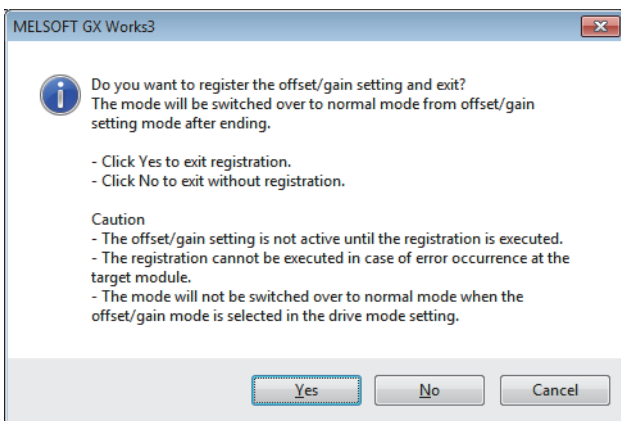 MELSOFT GX Works3
Do you want to register the offset/gain setting and exit?
The mode will be switched over to normal mode from offset/gain
setting mode after ending.
- Click Yes to exit registration.
- Click No to exit without registration.
Caution
- The offset/gain setting is not active until the registration is executed.
- The registration cannot be executed in case of error occurrence at the
target module.
- The mode will not be switched over to normal mode when the
offset/gain mode is selected in the drive mode setting.
Yes
No
Cancel